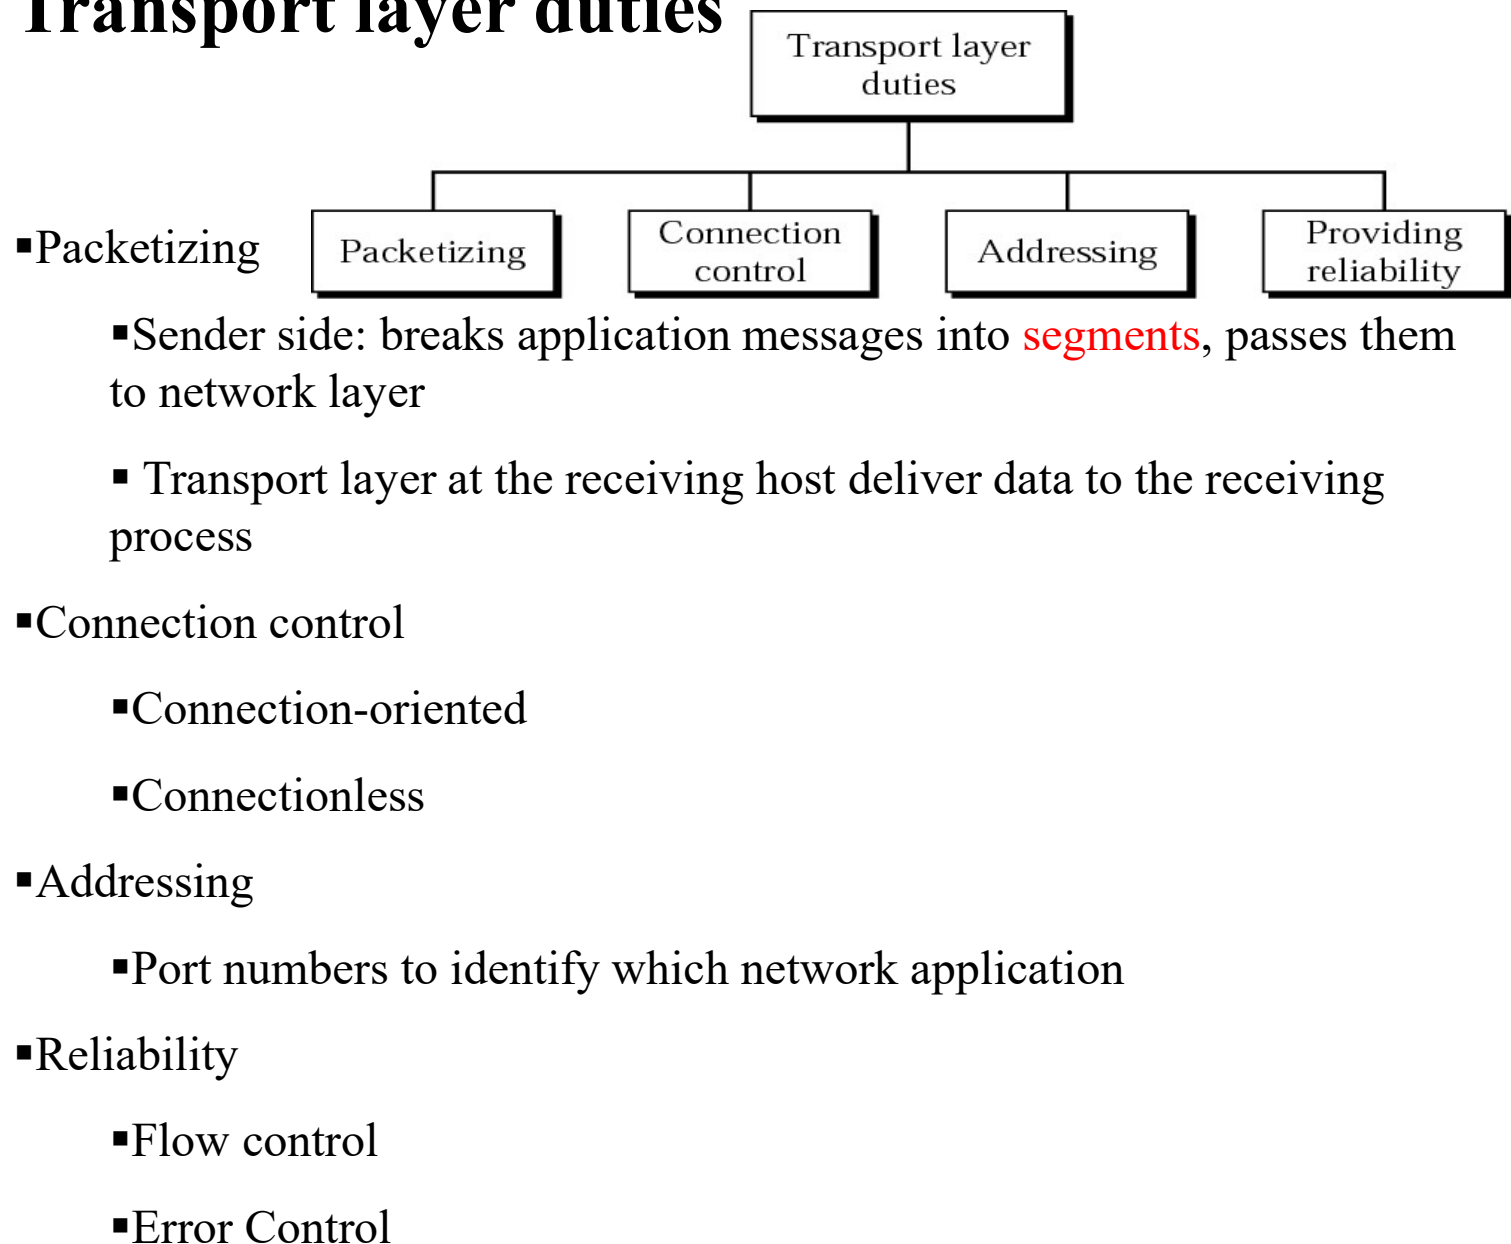 Transport layer duties
Transport layer
duties
▪Packetizing
Packetizing
Connection
control
Addressing
Providing
reliability
▪Sender side: breaks application messages into segments, passes them
to network layer
▪ Transport layer at the receiving host deliver data to the receiving
process
▪Connection control
▪Connection-oriented
▪Connectionless
▪Addressing
▪Port numbers to identify which network application
▪Reliability
▪Flow control
▪Error Control